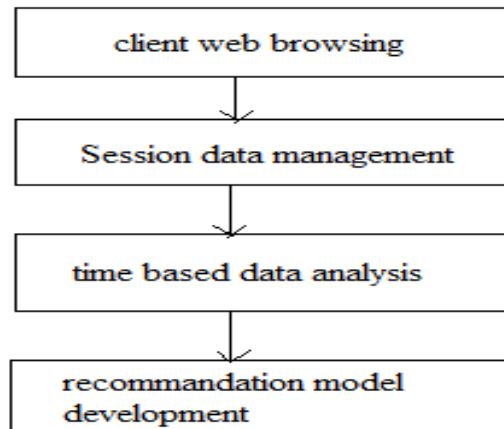 client web browsing
Session data management
time based data analysis
recommandation model
development